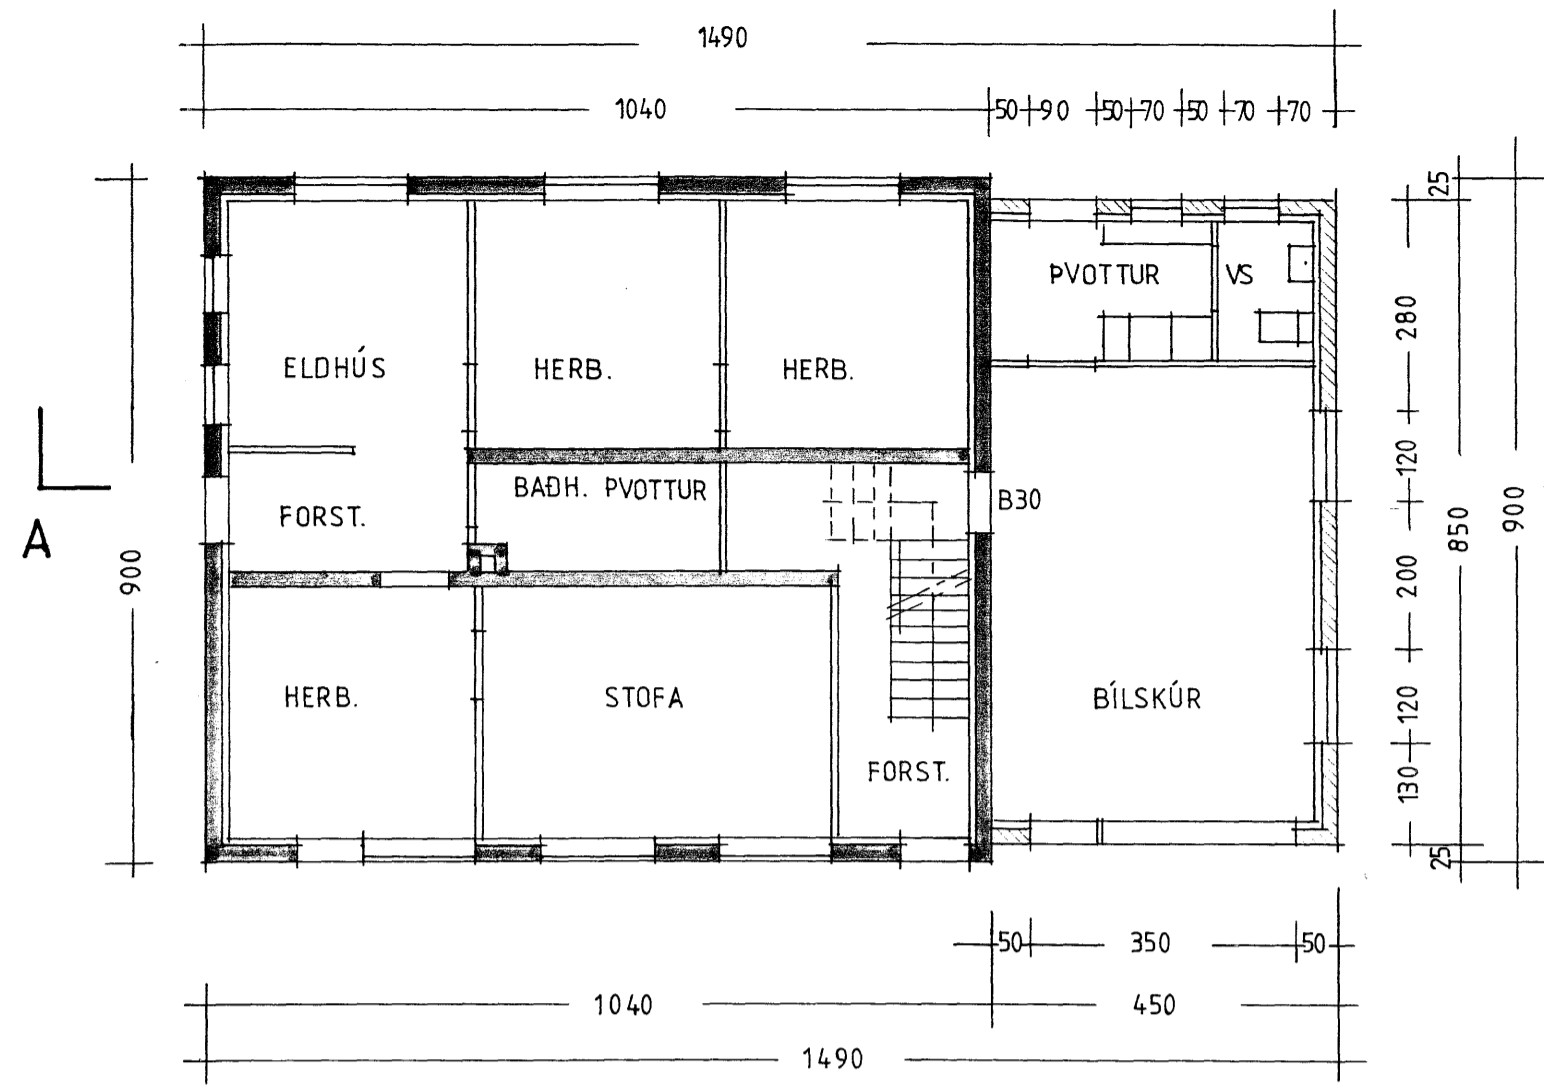 1490
1040 50 90 50 70 50 70 70
25
ÞVOTTUR VS
280
ELDHÚS HERB. HERB.
120
BAÐH. ÞVOTTUR B30
FORST.
A
900
850
900
200
HERB. STOFA BÍLSKÚR
120
FORST.
130
25
50 350 50
1040 450
1490